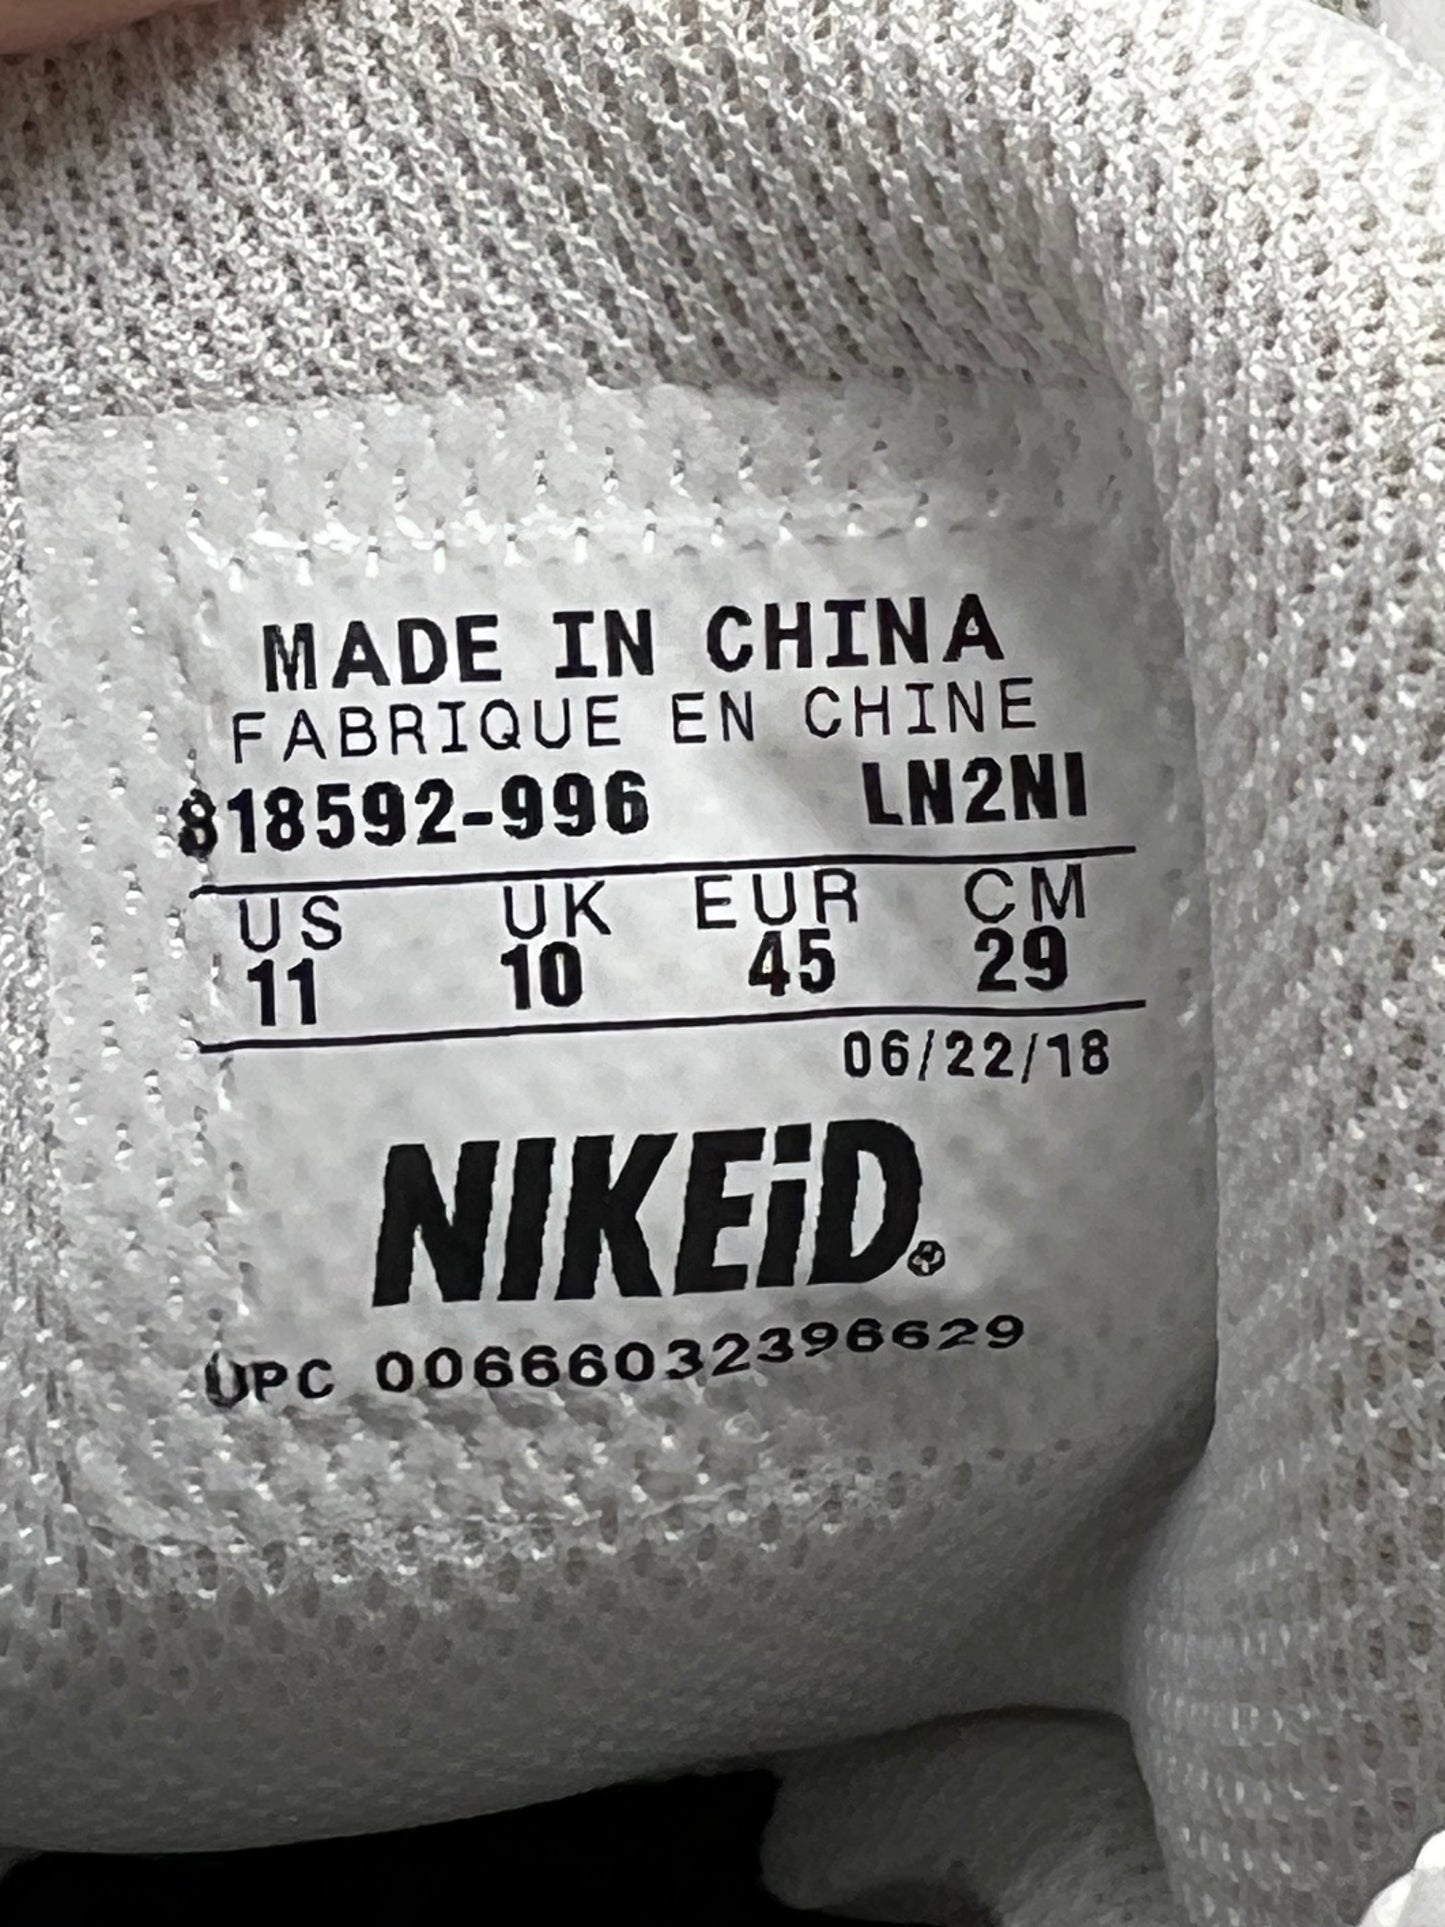 MADE IN CHINA
FABRIQUE EN CHINE
818592-996 LN2NI
US UK EUR CM
11 10 45 29
06/22/18
NIKEiD®
UPC 00666032396629